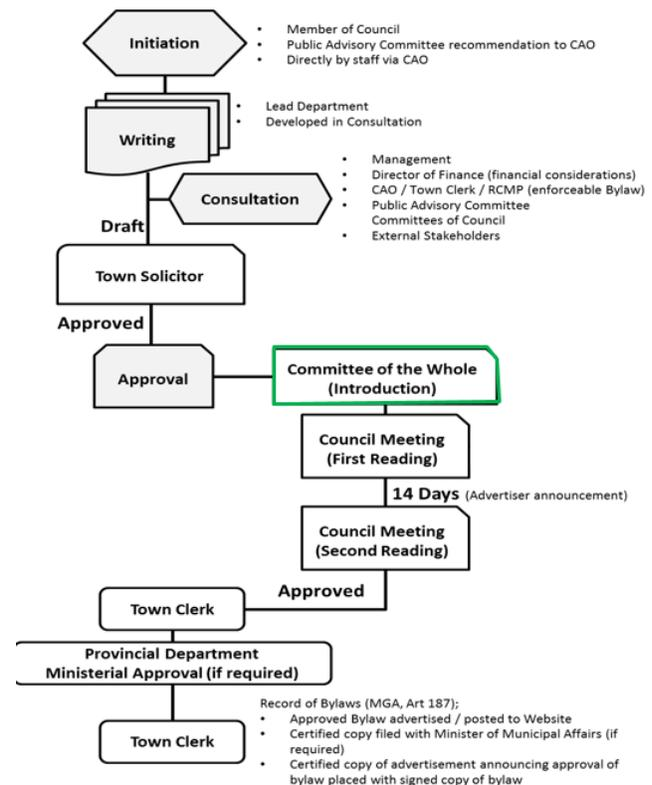 Initiation
• Member of Council
• Public Advisory Committee recommendation to CAO
• Directly by staff via CAO
Writing
• Lead Department
• Developed in Consultation
Consultation
• Management
• Director of Finance (financial considerations)
• CAO / Town Clerk / RCMP (enforceable Bylaw)
• Public Advisory Committee
Committees of Council
• External Stakeholders
Draft
Town Solicitor
Approved
Approval
Committee of the Whole
(Introduction)
Council Meeting
(First Reading)
14 Days (Advertiser announcement)
Council Meeting
(Second Reading)
Approved
Town Clerk
Provincial Department
Ministerial Approval (if required)
Town Clerk
Record of Bylaws (MGA, Art 187);
• Approved Bylaw advertised / posted to Website
• Certified copy filed with Minister of Municipal Affairs (if
required)
• Certified copy of advertisement announcing approval of
bylaw placed with signed copy of bylaw